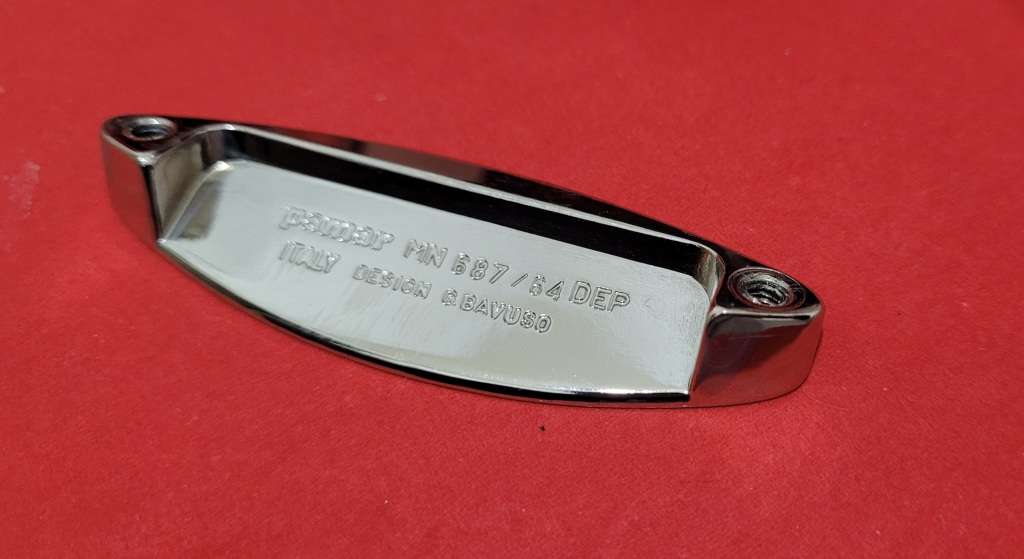 pamar MN 687/64 DEP
ITALY DESIGN G.BAVUSO